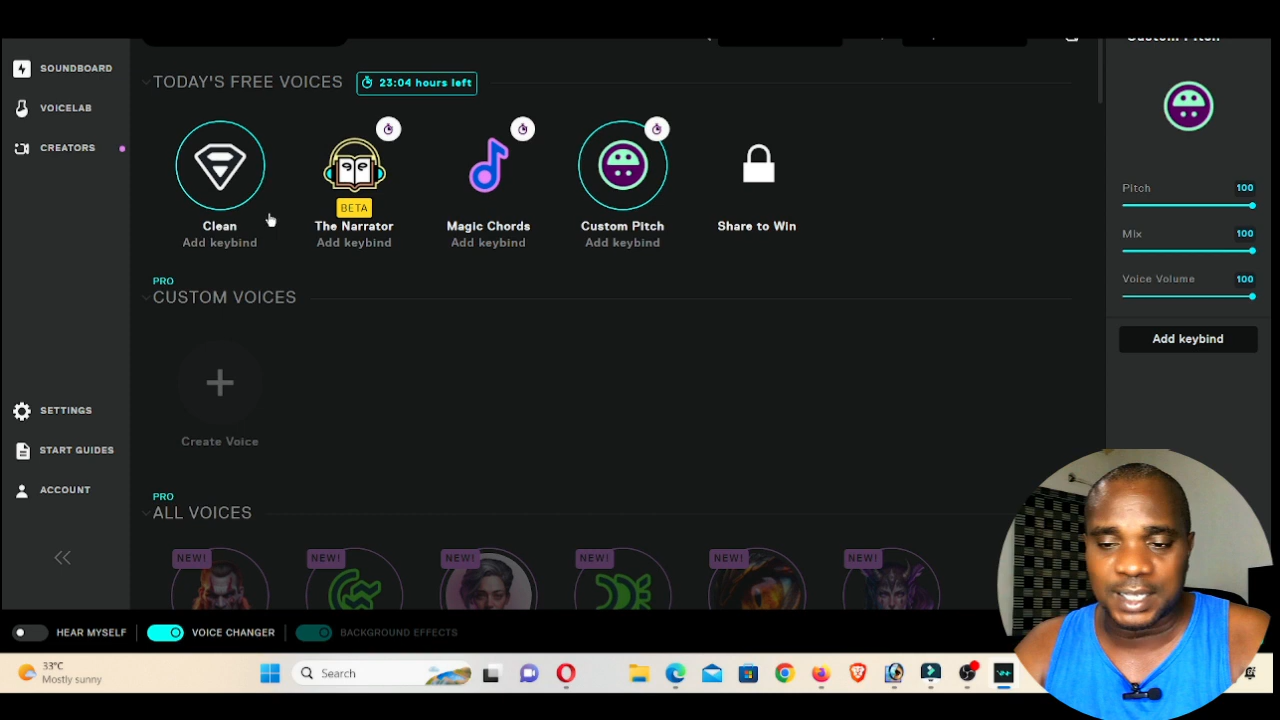 Custom Pitch
SOUNDBOARD
VOICELAB
CREATORS
TODAY'S FREE VOICES
23:04 hours left
BETA
Clean
Add keybind
The Narrator
Add keybind
Magic Chords
Add keybind
Custom Pitch
Add keybind
Share to Win
PRO
CUSTOM VOICES
Create Voice
PRO
ALL VOICES
NEW!
NEW!
NEW!
NEW!
NEW!
NEW!
Pitch 100
Mix 100
Voice Volume 100
Add keybind
SETTINGS
START GUIDES
ACCOUNT
HEAR MYSELF
VOICE CHANGER
BACKGROUND EFFECTS
33°C
Mostly sunny
Search